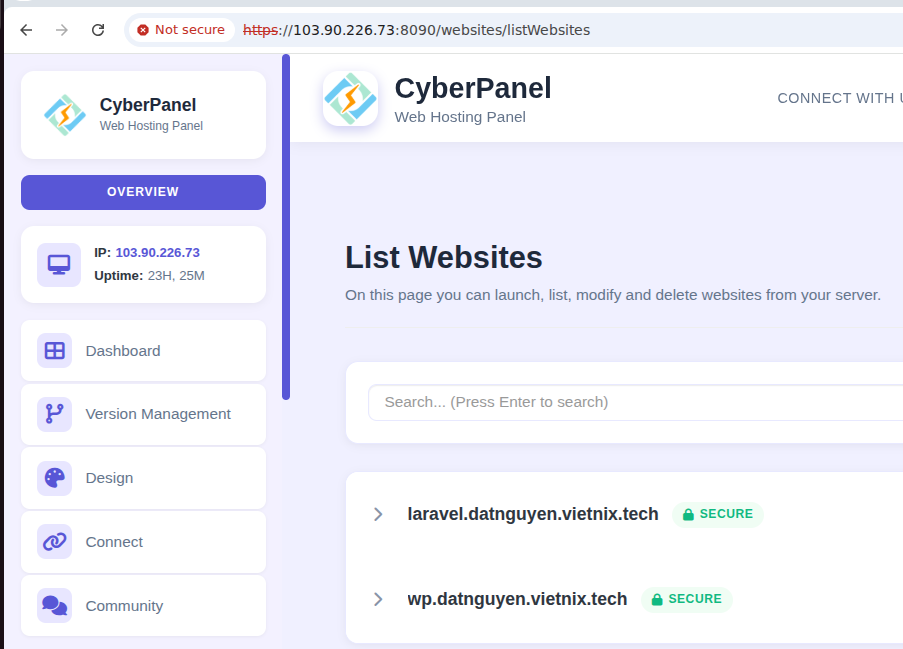 Not secure https://103.90.226.73:8090/websites/listWebsites
CyberPanel
Web Hosting Panel
OVERVIEW
IP: 103.90.226.73
Uptime: 23H, 25M
Dashboard
Version Management
Design
Connect
Community
CyberPanel
Web Hosting Panel
CONNECT WITH
List Websites
On this page you can launch, list, modify and delete websites from your server.
Search... (Press Enter to search)
laravel.datnguyen.vietnix.tech SECURE
wp.datnguyen.vietnix.tech SECURE